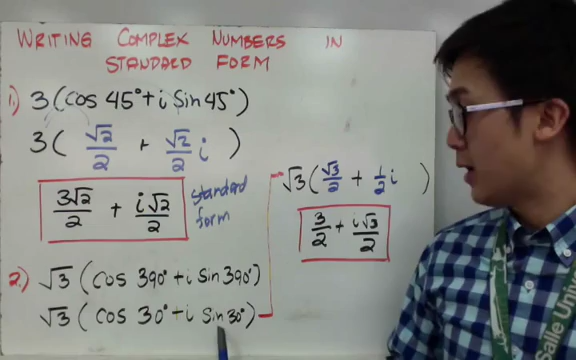 WRITING COMPLEX NUMBERS IN
STANDARD FORM
1.) 3(cos 45° + i sin 45°)
3( √2/2 + √2/2 i )
3√2/2 + i√2/2
standard
form
2.) √3 (cos 390° + i sin 390°)
√3 (cos 30° + i sin 30°)
√3( √3/2 + 1/2 i )
3/2 + i√3/2